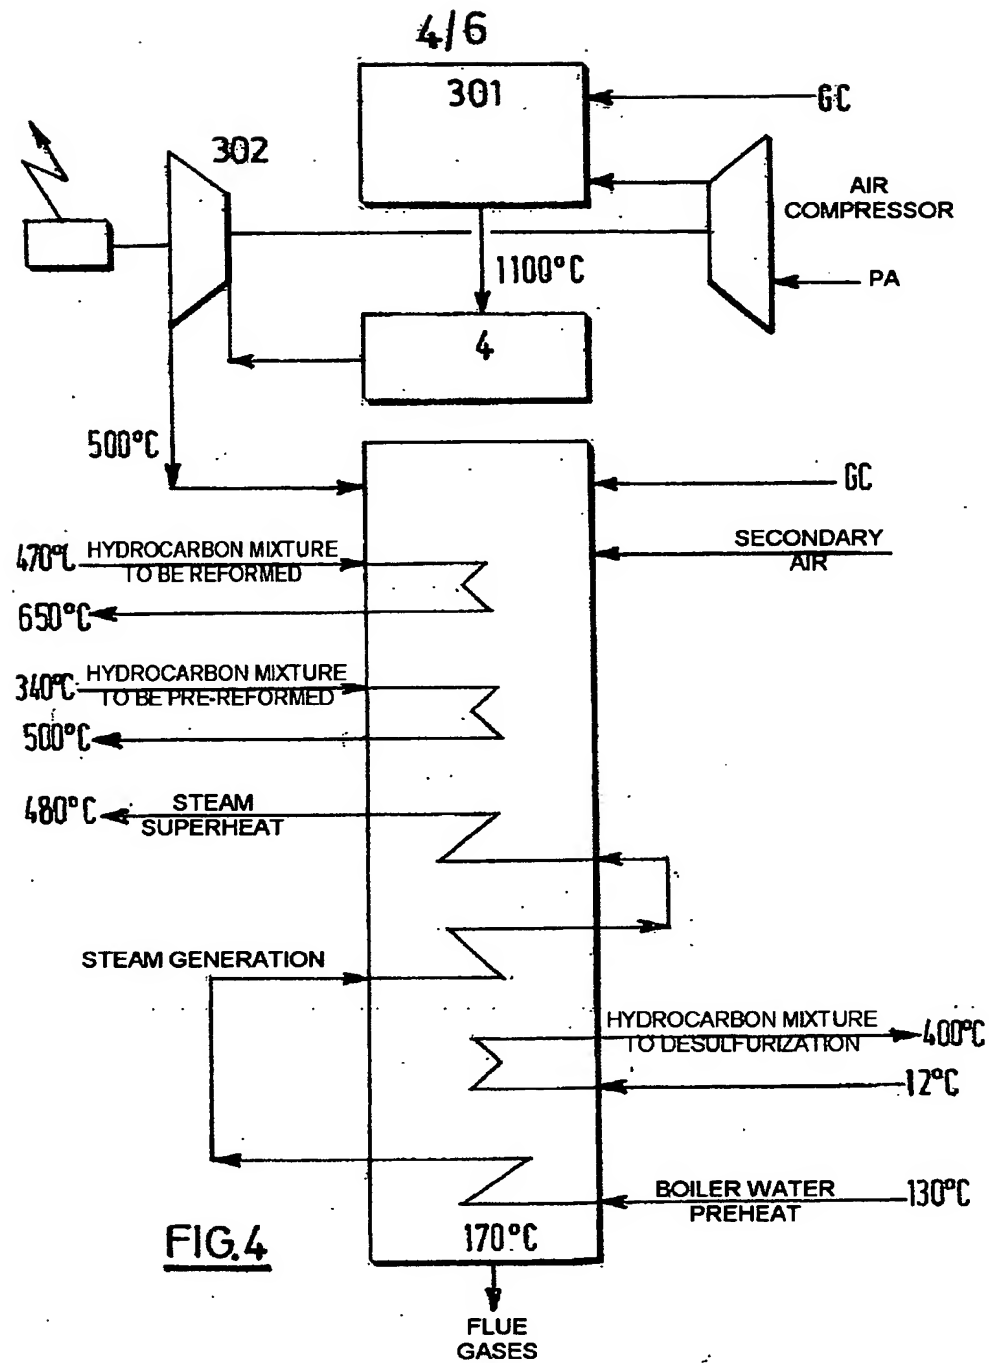 4/6
301
GC
302
AIR
COMPRESSOR
1100°C
PA
4
500°C
GC
SECONDARY
AIR
470°C HYDROCARBON MIXTURE
TO BE REFORMED
650°C
340°C HYDROCARBON MIXTURE
TO BE PRE-REFORMED
500°C
480°C STEAM
SUPERHEAT
STEAM GENERATION
HYDROCARBON MIXTURE 400°C
TO DESULFURIZATION
12°C
BOILER WATER 130°C
PREHEAT
170°C
FIG.4
FLUE
GASES